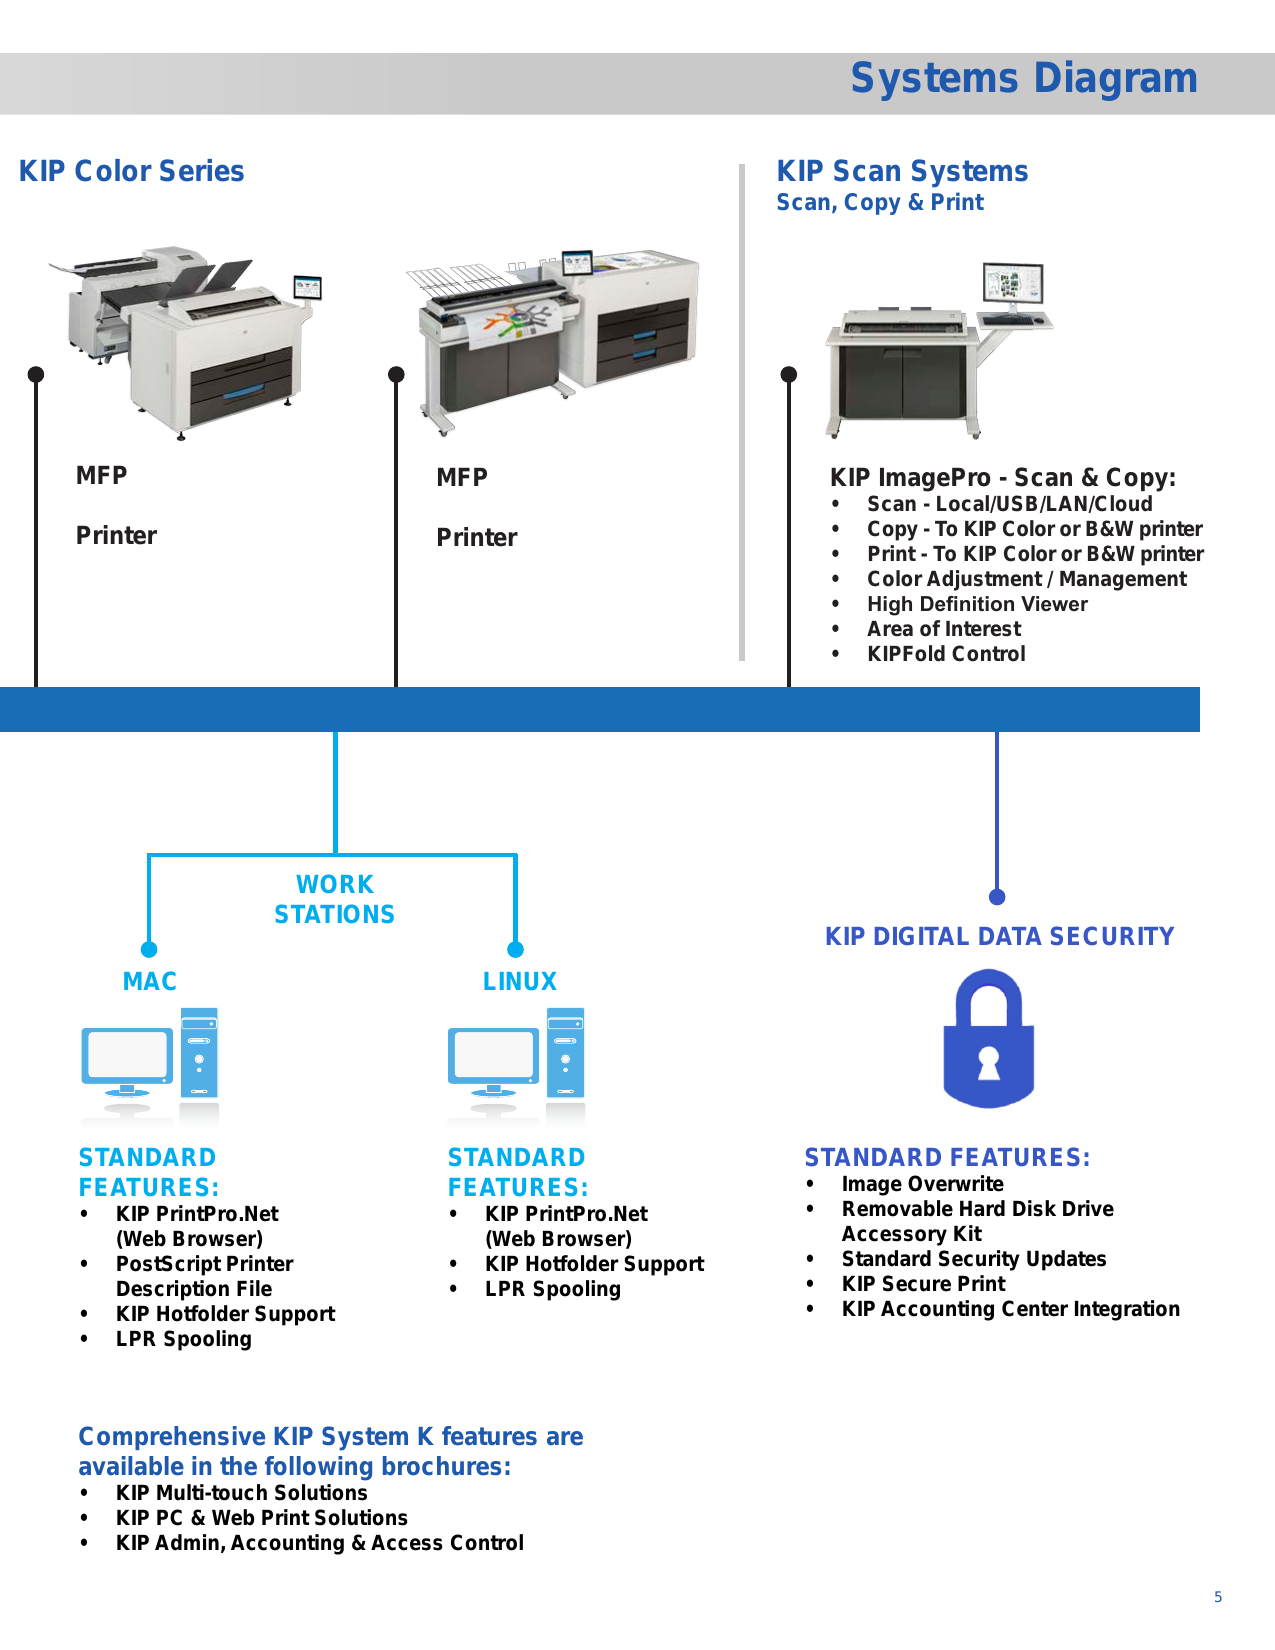 Systems Diagram
KIP Color Series
MFP
Printer
MFP
Printer
KIP Scan Systems
Scan, Copy & Print
KIP ImagePro - Scan & Copy:
• Scan - Local/USB/LAN/Cloud
• Copy - To KIP Color or B&W printer
• Print - To KIP Color or B&W printer
• Color Adjustment / Management
• High Definition Viewer
• Area of Interest
• KIPFold Control
WORK
STATIONS
MAC
STANDARD
FEATURES:
• KIP PrintPro.Net
(Web Browser)
• PostScript Printer
Description File
• KIP Hotfolder Support
• LPR Spooling
LINUX
STANDARD
FEATURES:
• KIP PrintPro.Net
(Web Browser)
• KIP Hotfolder Support
• LPR Spooling
KIP DIGITAL DATA SECURITY
STANDARD FEATURES:
• Image Overwrite
• Removable Hard Disk Drive
Accessory Kit
• Standard Security Updates
• KIP Secure Print
• KIP Accounting Center Integration
Comprehensive KIP System K features are
available in the following brochures:
• KIP Multi-touch Solutions
• KIP PC & Web Print Solutions
• KIP Admin, Accounting & Access Control
5